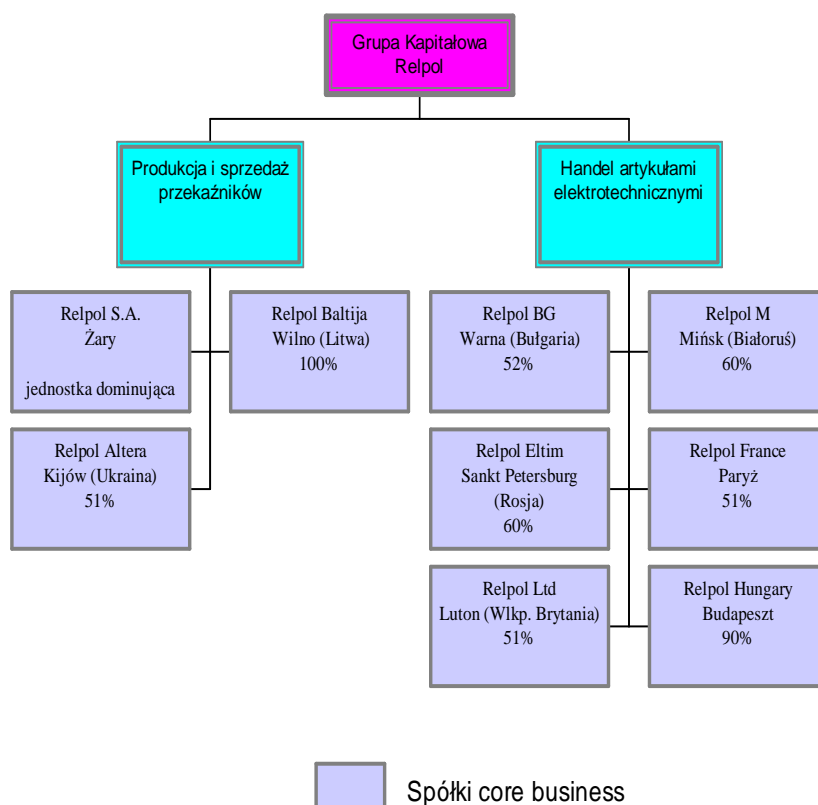 Grupa Kapitałowa
Relpol
Produkcja i sprzedaż
przekaźników
Handel artykułami
elektrotechnicznymi
Relpol S.A.
Żary
jednostka dominująca
Relpol Baltija
Wilno (Litwa)
100%
Relpol BG
Warna (Bułgaria)
52%
Relpol M
Mińsk (Białoruś)
60%
Relpol Altera
Kijów (Ukraina)
51%
Relpol Eltim
Sankt Petersburg
(Rosja)
60%
Relpol France
Paryż
51%
Relpol Ltd
Luton (Wlkp. Brytania)
51%
Relpol Hungary
Budapeszt
90%
Spółki core business